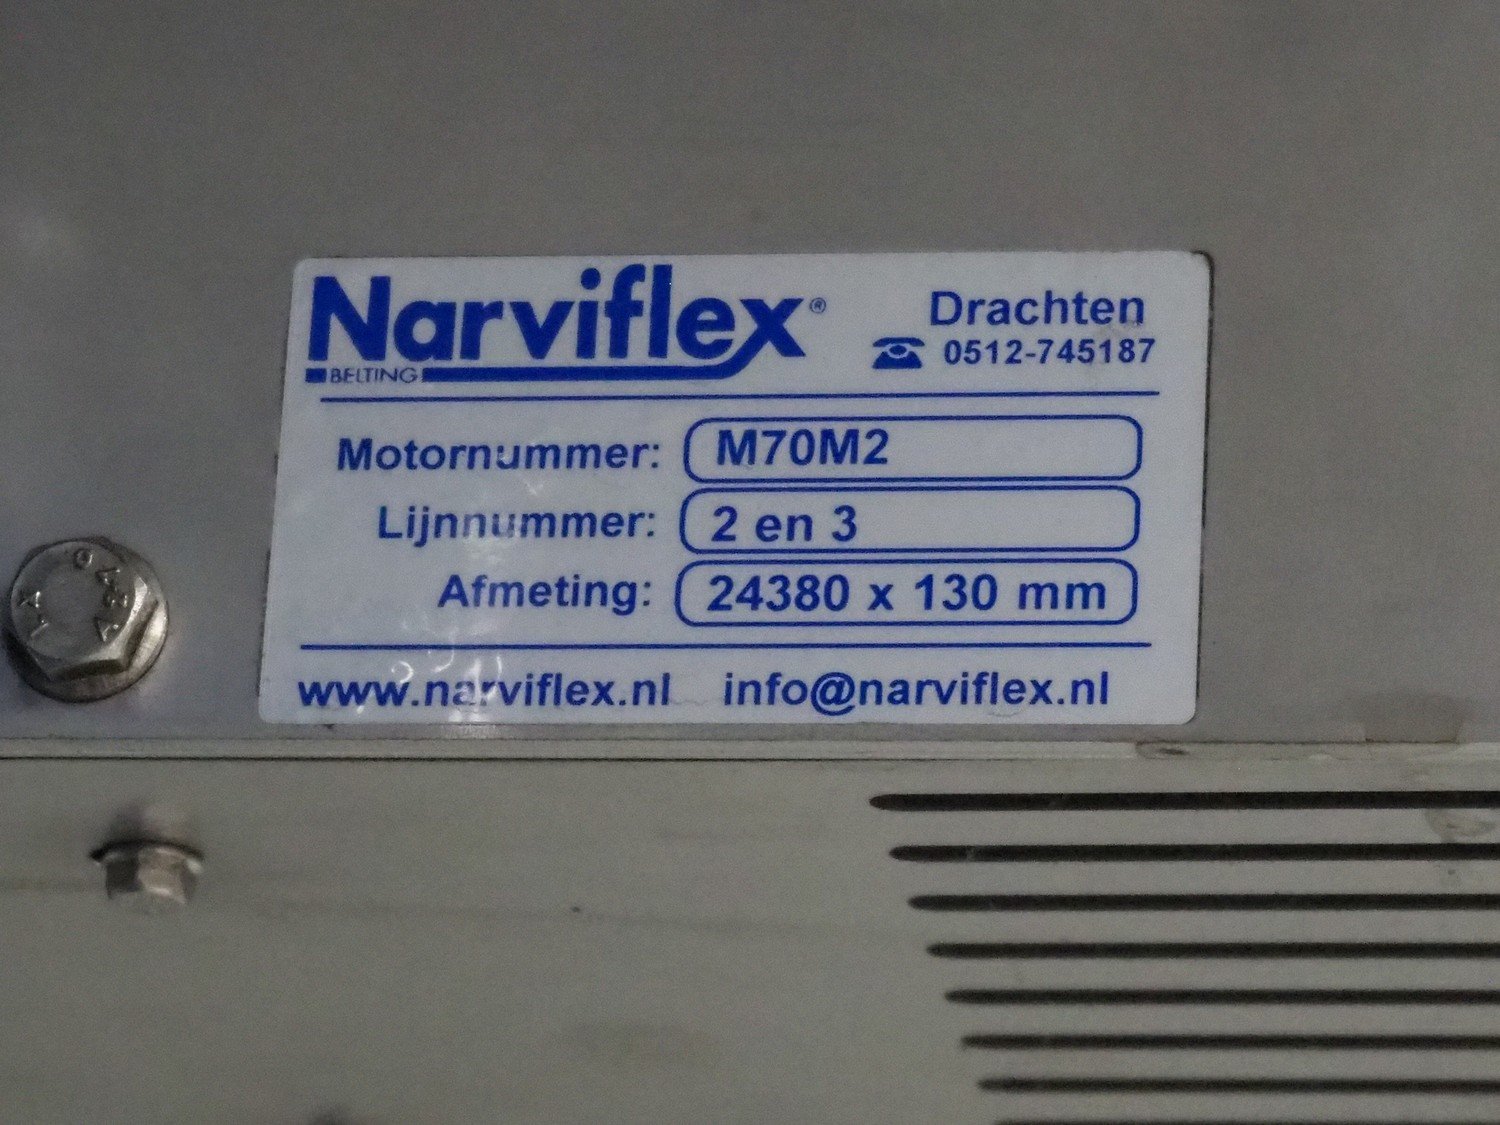 Narviflex®
BELTING
Drachten
0512-745187
Motornummer: M70M2
Lijnnummer: 2 en 3
Afmeting: 24380 x 130 mm
www.narviflex.nl info@narviflex.nl